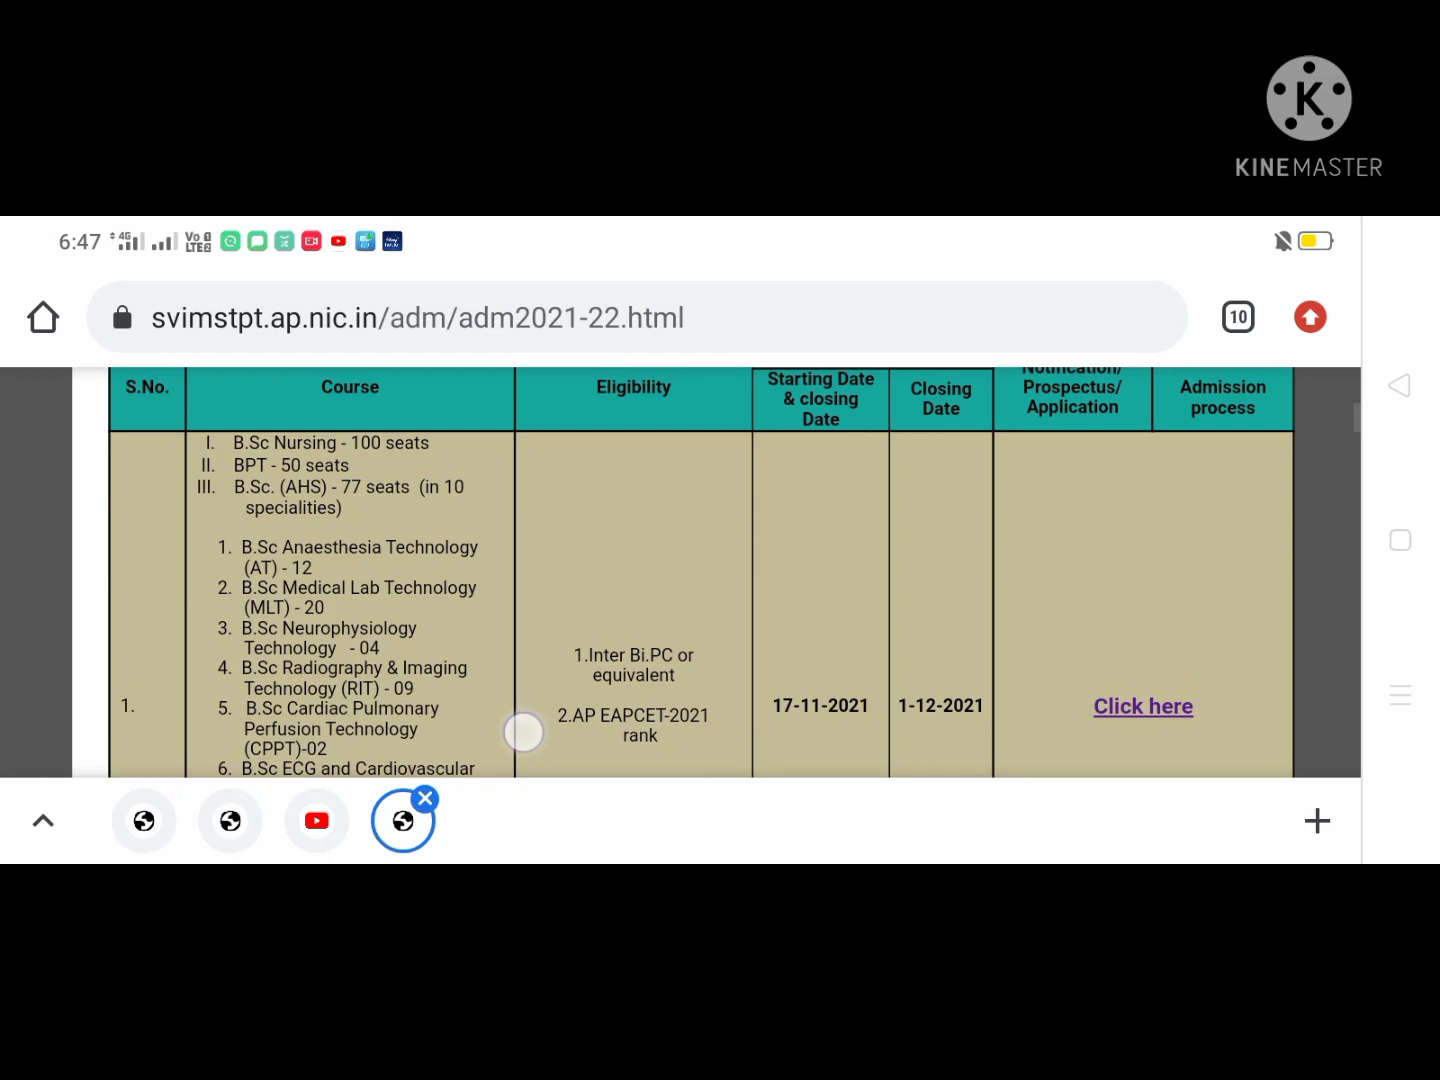 KINEMASTER
6:47 4G Vo LTE2
svimstpt.ap.nic.in/adm/adm2021-22.html
10
S.No.
Course
Eligibility
Starting Date
& closing
Date
Closing
Date
Notification/
Prospectus/
Application
Admission
process
I. B.Sc Nursing - 100 seats
II. BPT - 50 seats
III. B.Sc. (AHS) - 77 seats (in 10
specialities)
1. B.Sc Anaesthesia Technology
(AT) - 12
2. B.Sc Medical Lab Technology
(MLT) - 20
3. B.Sc Neurophysiology
Technology - 04
4. B.Sc Radiography & Imaging
Technology (RIT) - 09
5. B.Sc Cardiac Pulmonary
Perfusion Technology
(CPPT)-02
6. B.Sc ECG and Cardiovascular
1.
1.Inter Bi.PC or
equivalent
2.AP EAPCET-2021
rank
17-11-2021
1-12-2021
Click here